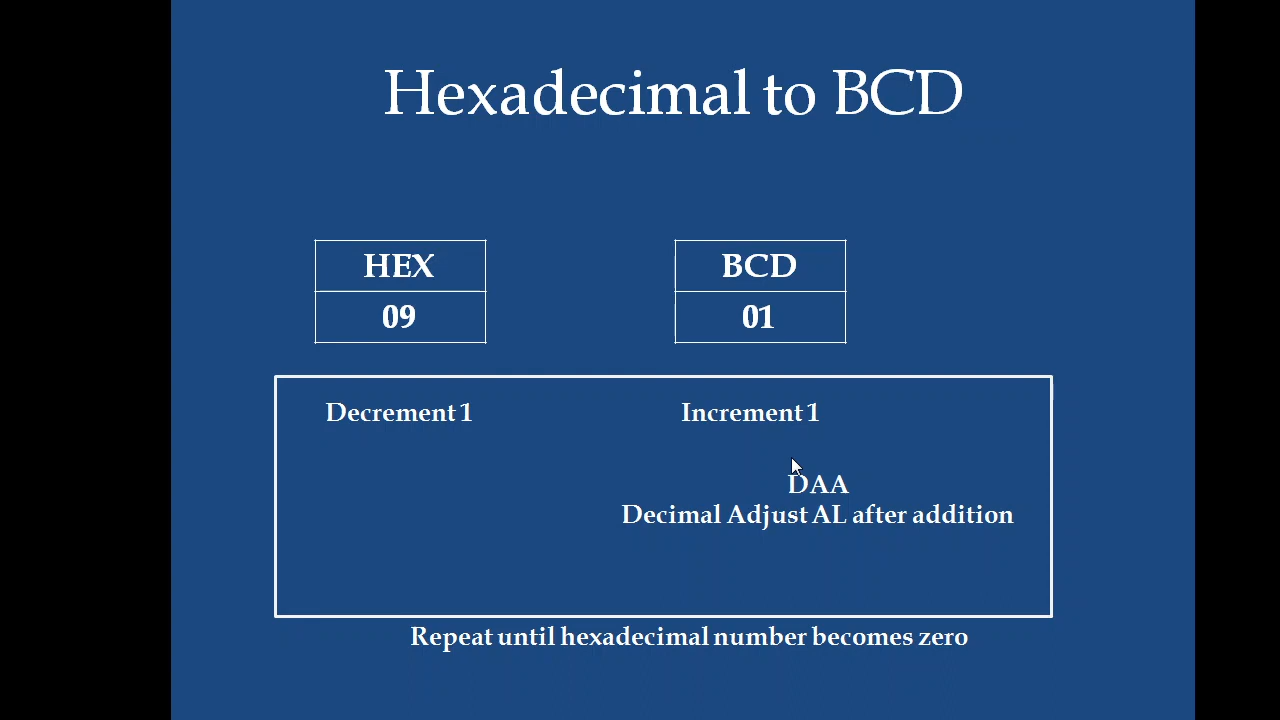 Hexadecimal to BCD
HEX
BCD
09
01
Decrement 1
Increment 1
DAA
Decimal Adjust AL after addition
Repeat until hexadecimal number becomes zero